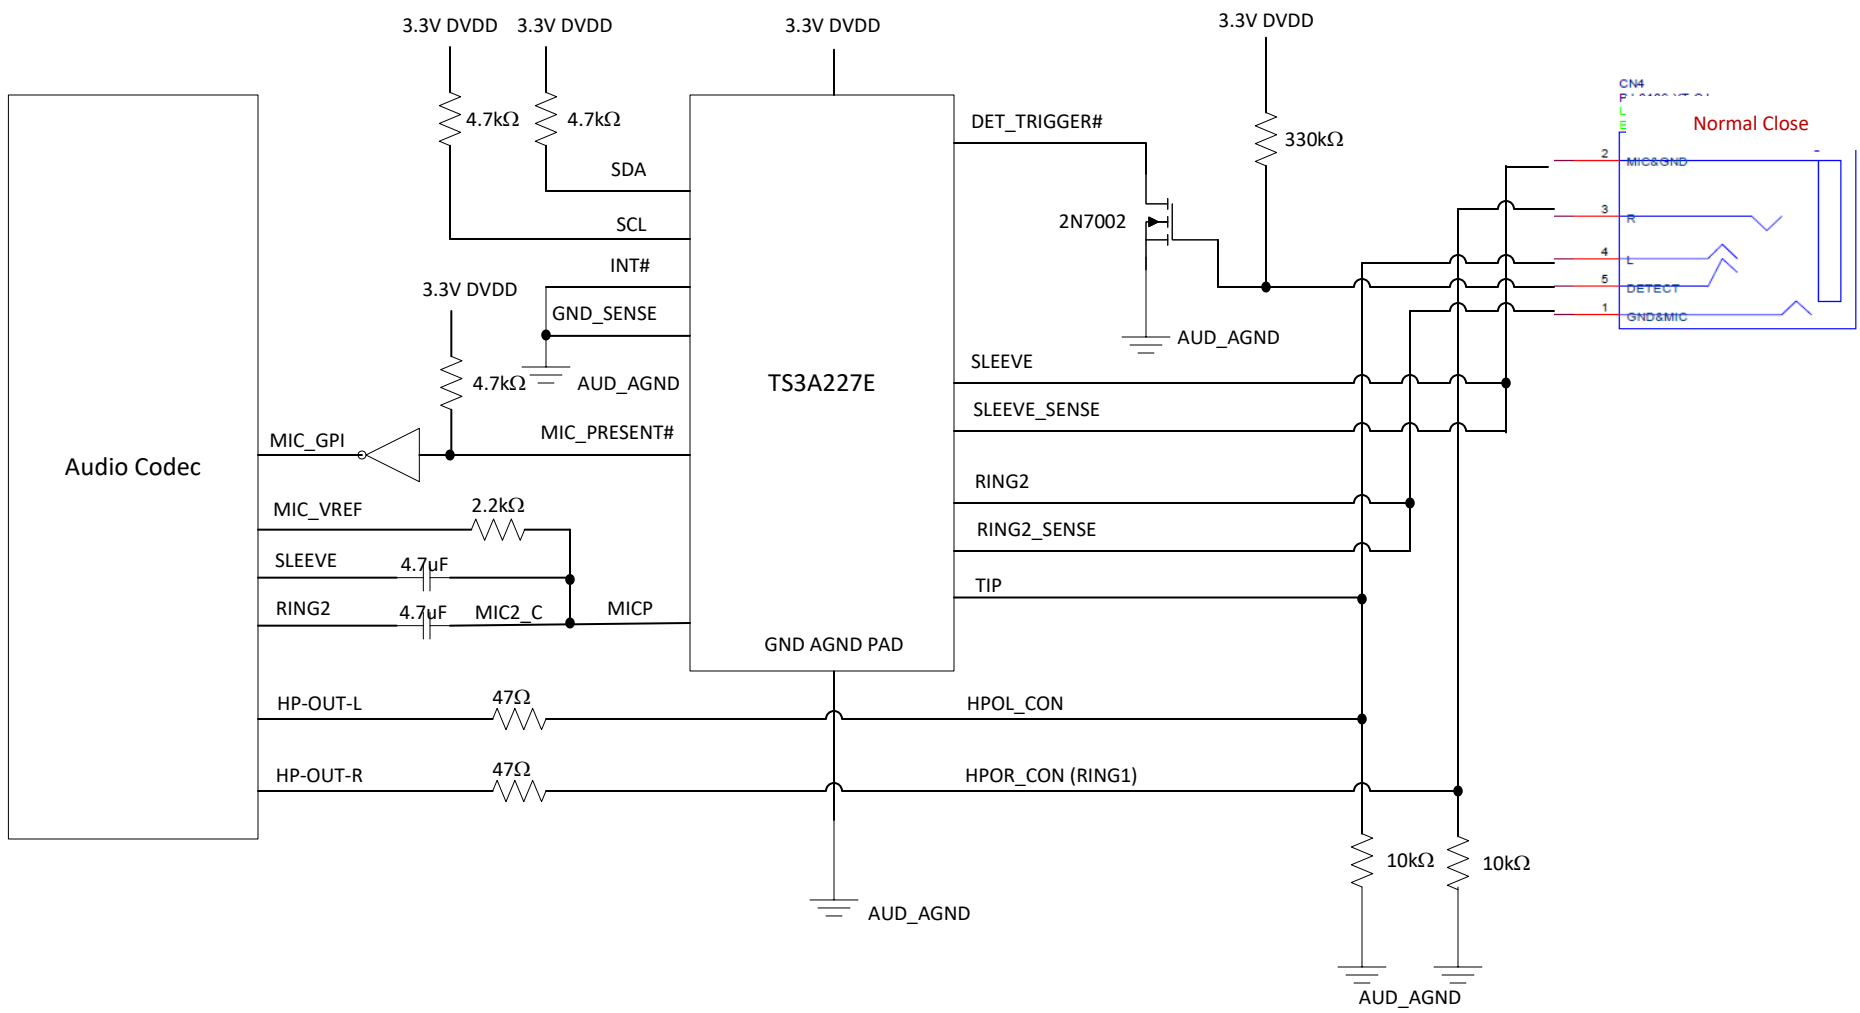 3.3V DVDD
3.3V DVDD
3.3V DVDD
3.3V DVDD
4.7kΩ
4.7kΩ
SDA
SCL
INT#
3.3V DVDD
GND_SENSE
4.7kΩ
AUD_AGND
MIC_PRESENT#
MIC_GPI
Audio Codec
MIC_VREF
2.2kΩ
SLEEVE
4.7uF
RING2
4.7uF
MIC2_C
MICP
TS3A227E
GND AGND PAD
HP-OUT-L
47Ω
HPOL_CON
HP-OUT-R
47Ω
HPOR_CON (RING1)
AUD_AGND
DET_TRIGGER#
330kΩ
2N7002
AUD_AGND
SLEEVE
SLEEVE_SENSE
RING2
RING2_SENSE
TIP
10kΩ
10kΩ
AUD_AGND
CN4
Normal Close
2
MIC&GND
3
R
4
L
5
DETECT
1
GND&MIC